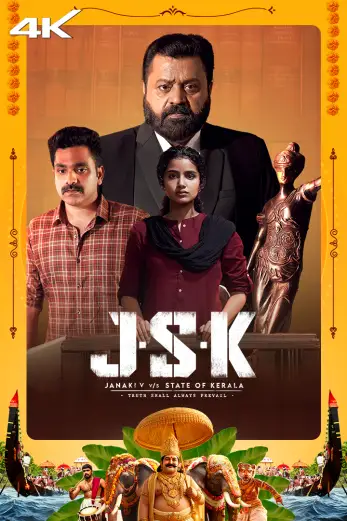 4K
J·S·K
JANAKI V v/s STATE OF KERALA
- TRUTH SHALL ALWAYS PREVAIL -